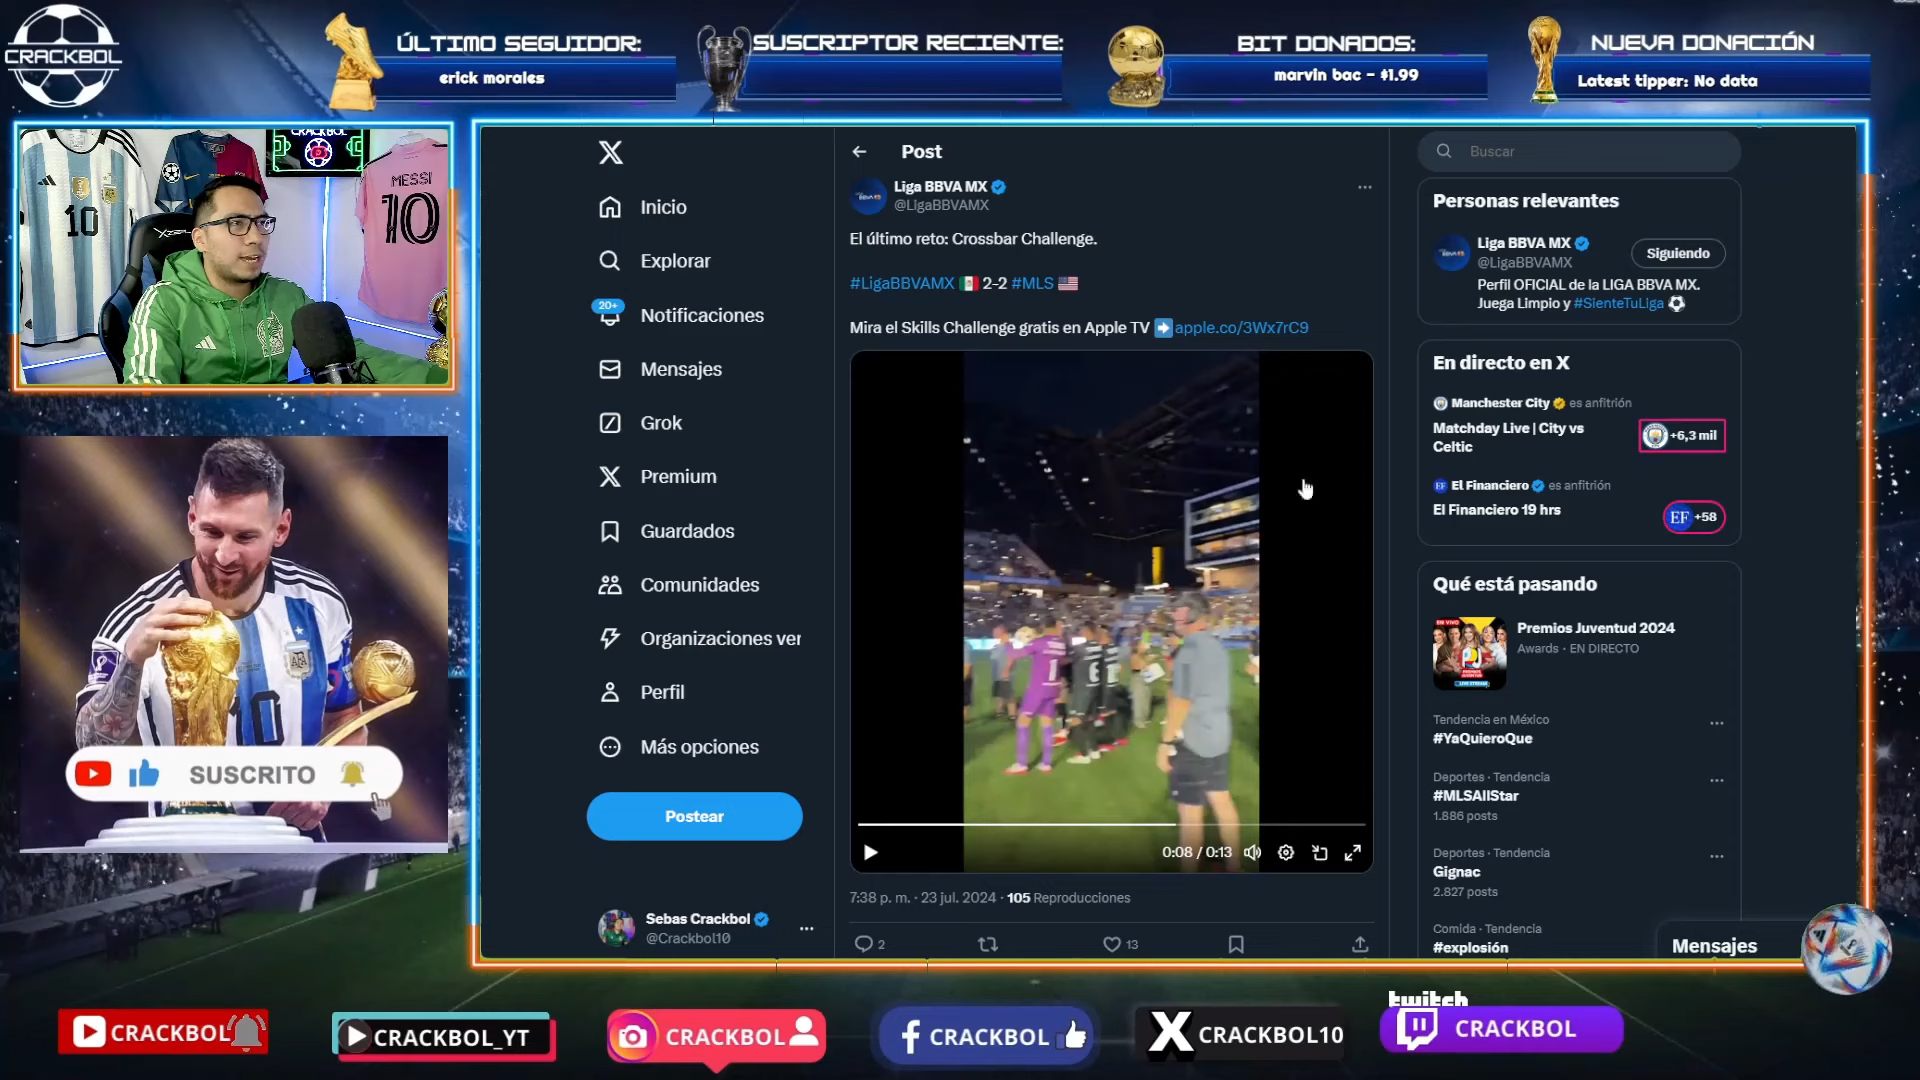 CRACKBOL
ÚLTIMO SEGUIDOR:
erick morales
SUSCRIPTOR RECIENTE:
BIT DONADOS:
marvin bac - $1.99
NUEVA DONACIÓN
Latest tipper: No data
CRACKBOL
10
MESSI
10
SUSCRITO
Inicio
Explorar
20+
Notificaciones
Mensajes
Grok
Premium
Guardados
Comunidades
Organizaciones ver
Perfil
Más opciones
Postear
Sebas Crackbol
@Crackbol10
Post
Liga BBVA MX
@LigaBBVAMX
El último reto: Crossbar Challenge.
#LigaBBVAMX 🇲🇽 2-2 #MLS 🇺🇸
Mira el Skills Challenge gratis en Apple TV ➡️ apple.co/3Wx7rC9
0:08 / 0:13
7:38 p. m. · 23 jul. 2024 · 105 Reproducciones
2
13
Buscar
Personas relevantes
Liga BBVA MX
@LigaBBVAMX
Siguiendo
Perfil OFICIAL de la LIGA BBVA MX.
Juega Limpio y #SienteTuLiga ⚽
En directo en X
Manchester City es anfitrión
Matchday Live | City vs
Celtic
+6,3 mil
El Financiero es anfitrión
El Financiero 19 hrs
EF +58
Qué está pasando
EN VIVO
Premios Juventud 2024
Awards · EN DIRECTO
Tendencia en México
#YaQuieroQue
Deportes · Tendencia
#MLSAllStar
1.886 posts
Deportes · Tendencia
Gignac
2.827 posts
Comida · Tendencia
#explosión
Mensajes
CRACKBOL
CRACKBOL_YT
CRACKBOL
CRACKBOL
CRACKBOL10
twitch
CRACKBOL